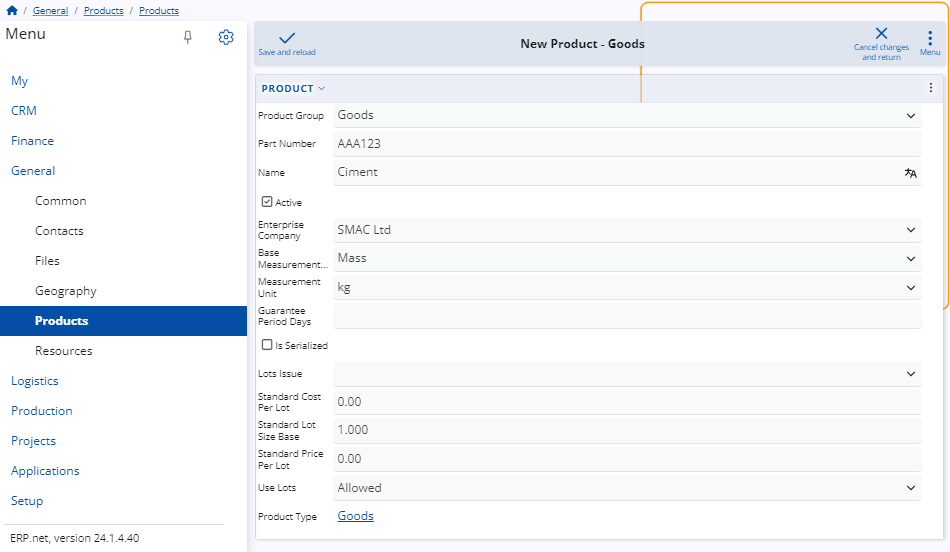 General / Products / Products
Menu
My
CRM
Finance
General
Common
Contacts
Files
Geography
Products
Resources
Logistics
Production
Projects
Applications
Setup
ERP.net, version 24.1.4.40
Save and reload
New Product - Goods
Cancel changes
and return
Menu
PRODUCT
Product Group Goods
Part Number AAA123
Name Ciment
Active
Enterprise
Company
SMAC Ltd
Base
Measurement...
Mass
Measurement
Unit
kg
Guarantee
Period Days
Is Serialized
Lots Issue
Standard Cost
Per Lot
0.00
Standard Lot
Size Base
1.000
Standard Price
Per Lot
0.00
Use Lots Allowed
Product Type Goods